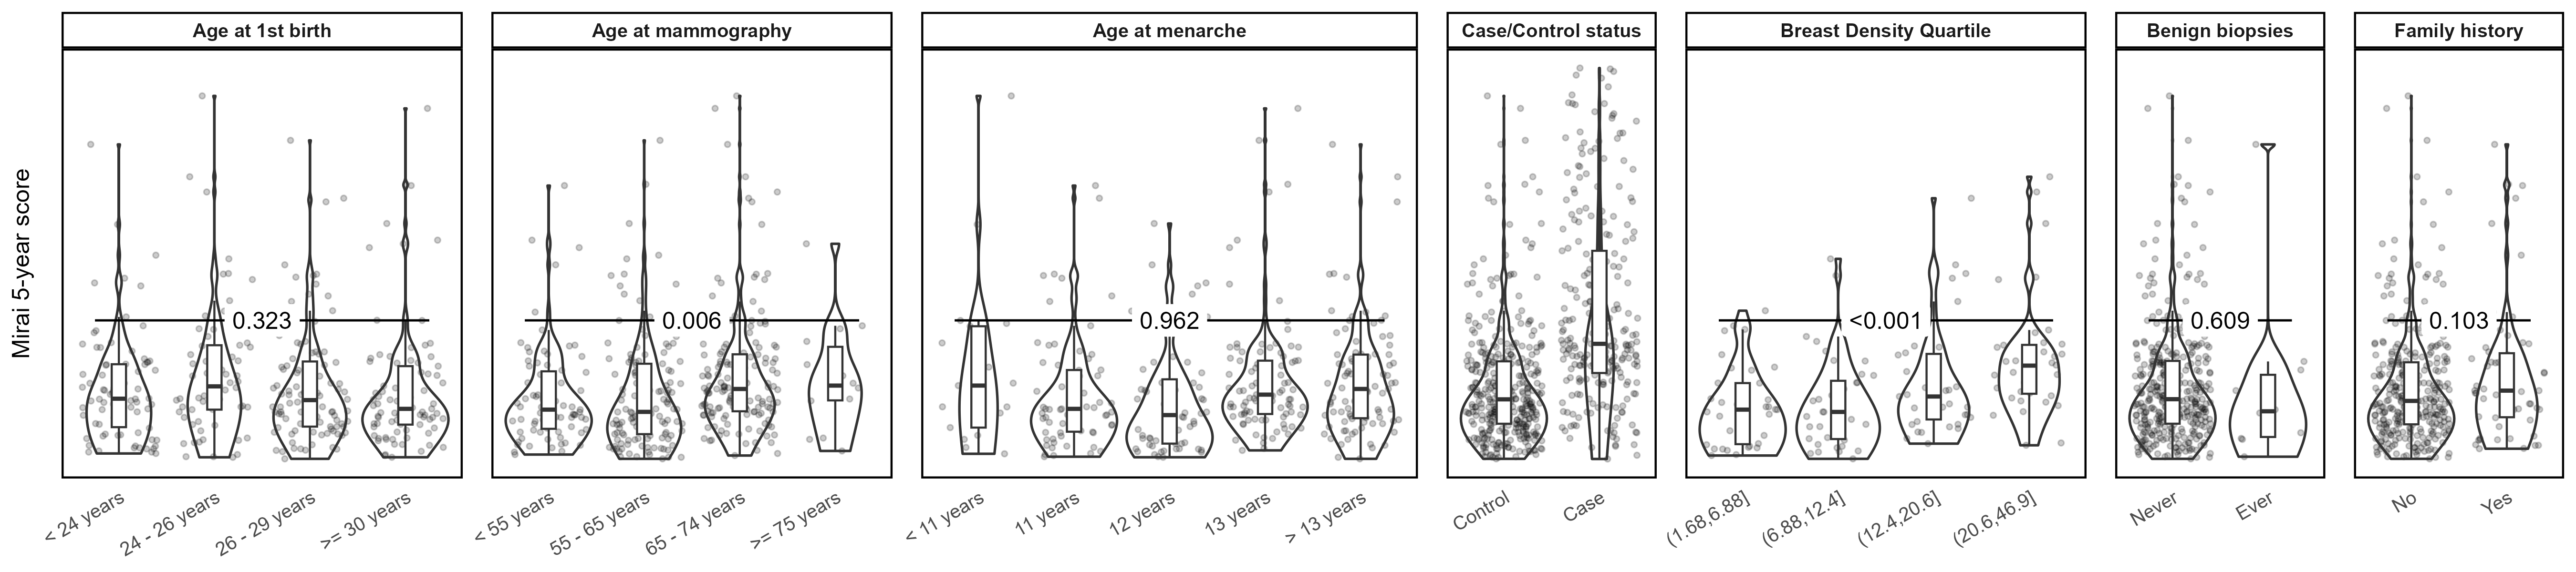 Age at 1st birth
Age at mammography
Age at menarche
Case/Control status
Breast Density Quartile
Benign biopsies
Family history
Mirai 5-year score
0.323
0.006
0.962
<0.001
0.609
0.103
< 24 years
24 - 26 years
26 - 29 years
>= 30 years
< 55 years
55 - 65 years
65 - 74 years
>= 75 years
< 11 years
11 years
12 years
13 years
> 13 years
Control
Case
(1.68,6.88]
(6.88,12.4]
(12.4,20.6]
(20.6,46.9]
Never
Ever
No
Yes